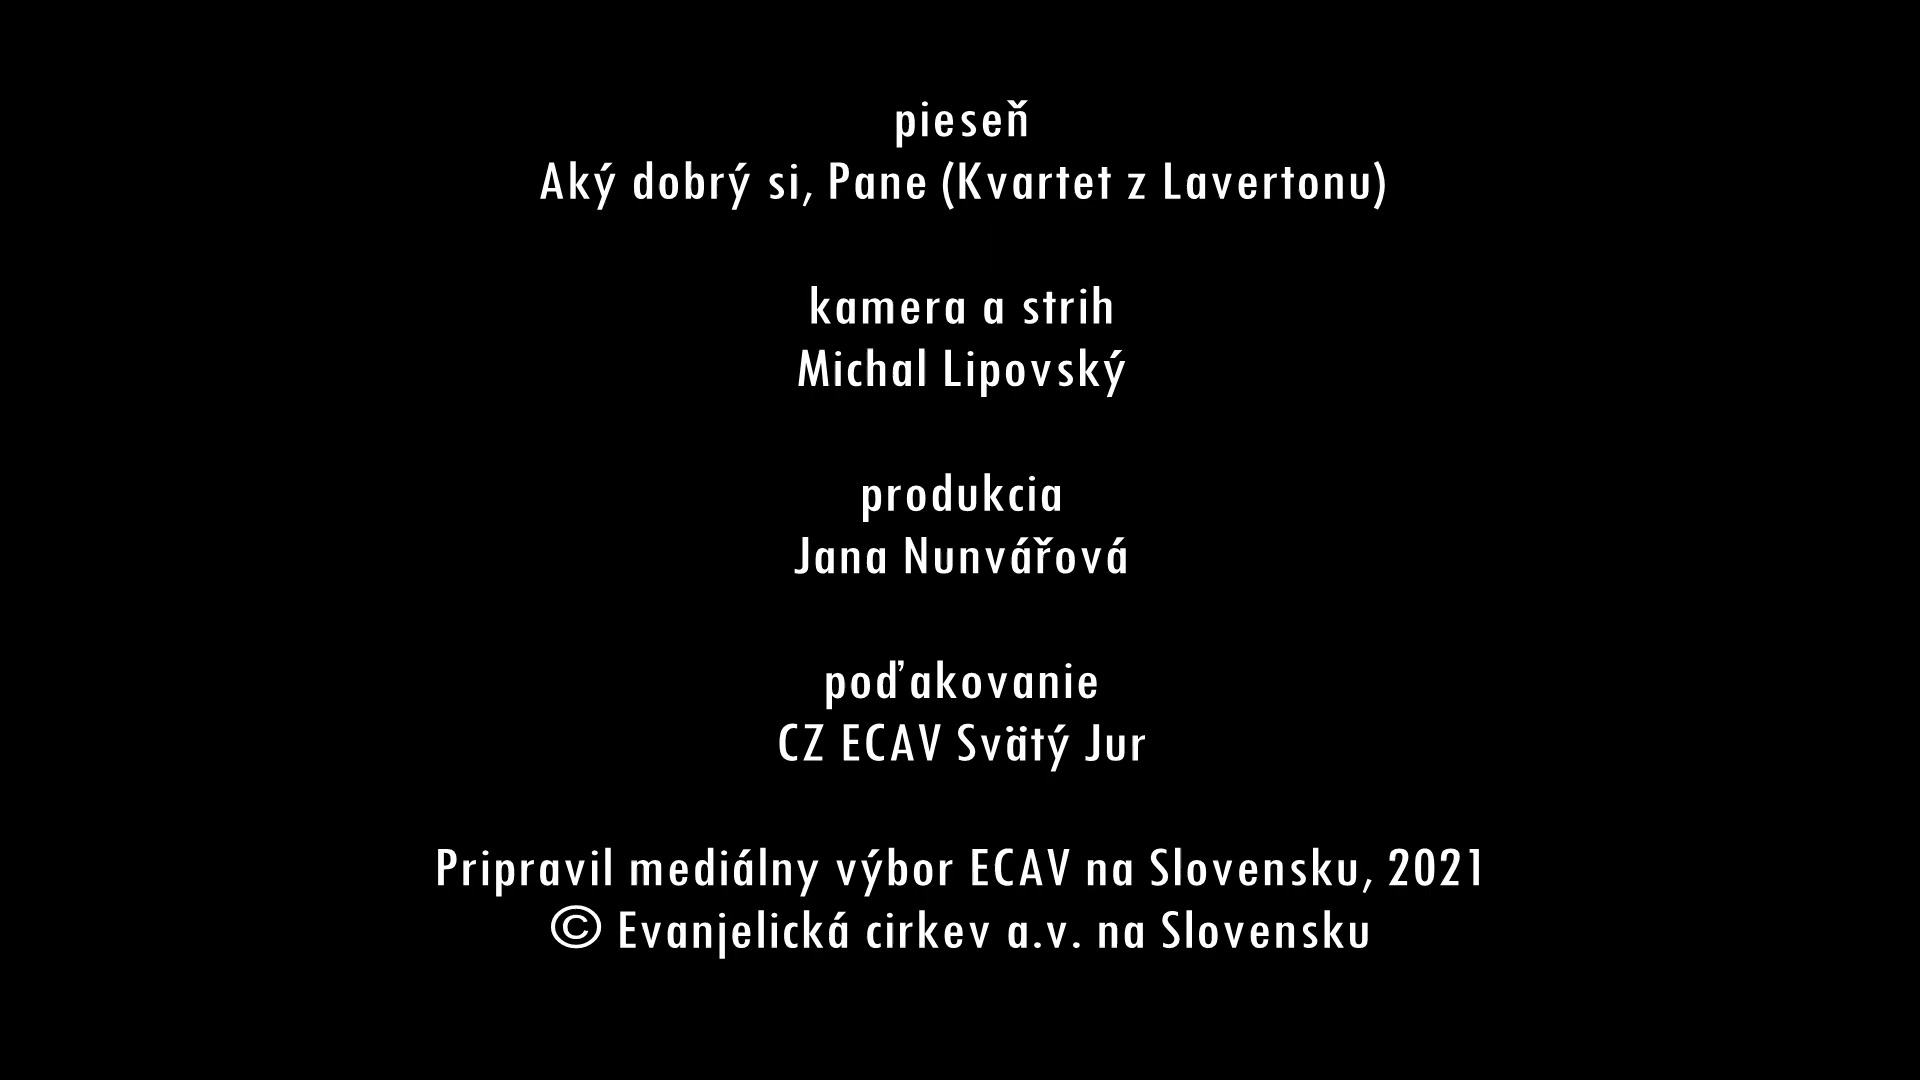 pieseň
Aký dobrý si, Pane (Kvartet z Lavertonu)
kamera a strih
Michal Lipovský
produkcia
Jana Nunvářová
poďakovanie
CZ ECAV Svätý Jur
Pripravil mediálny výbor ECAV na Slovensku, 2021
© Evanjelická cirkev a.v. na Slovensku